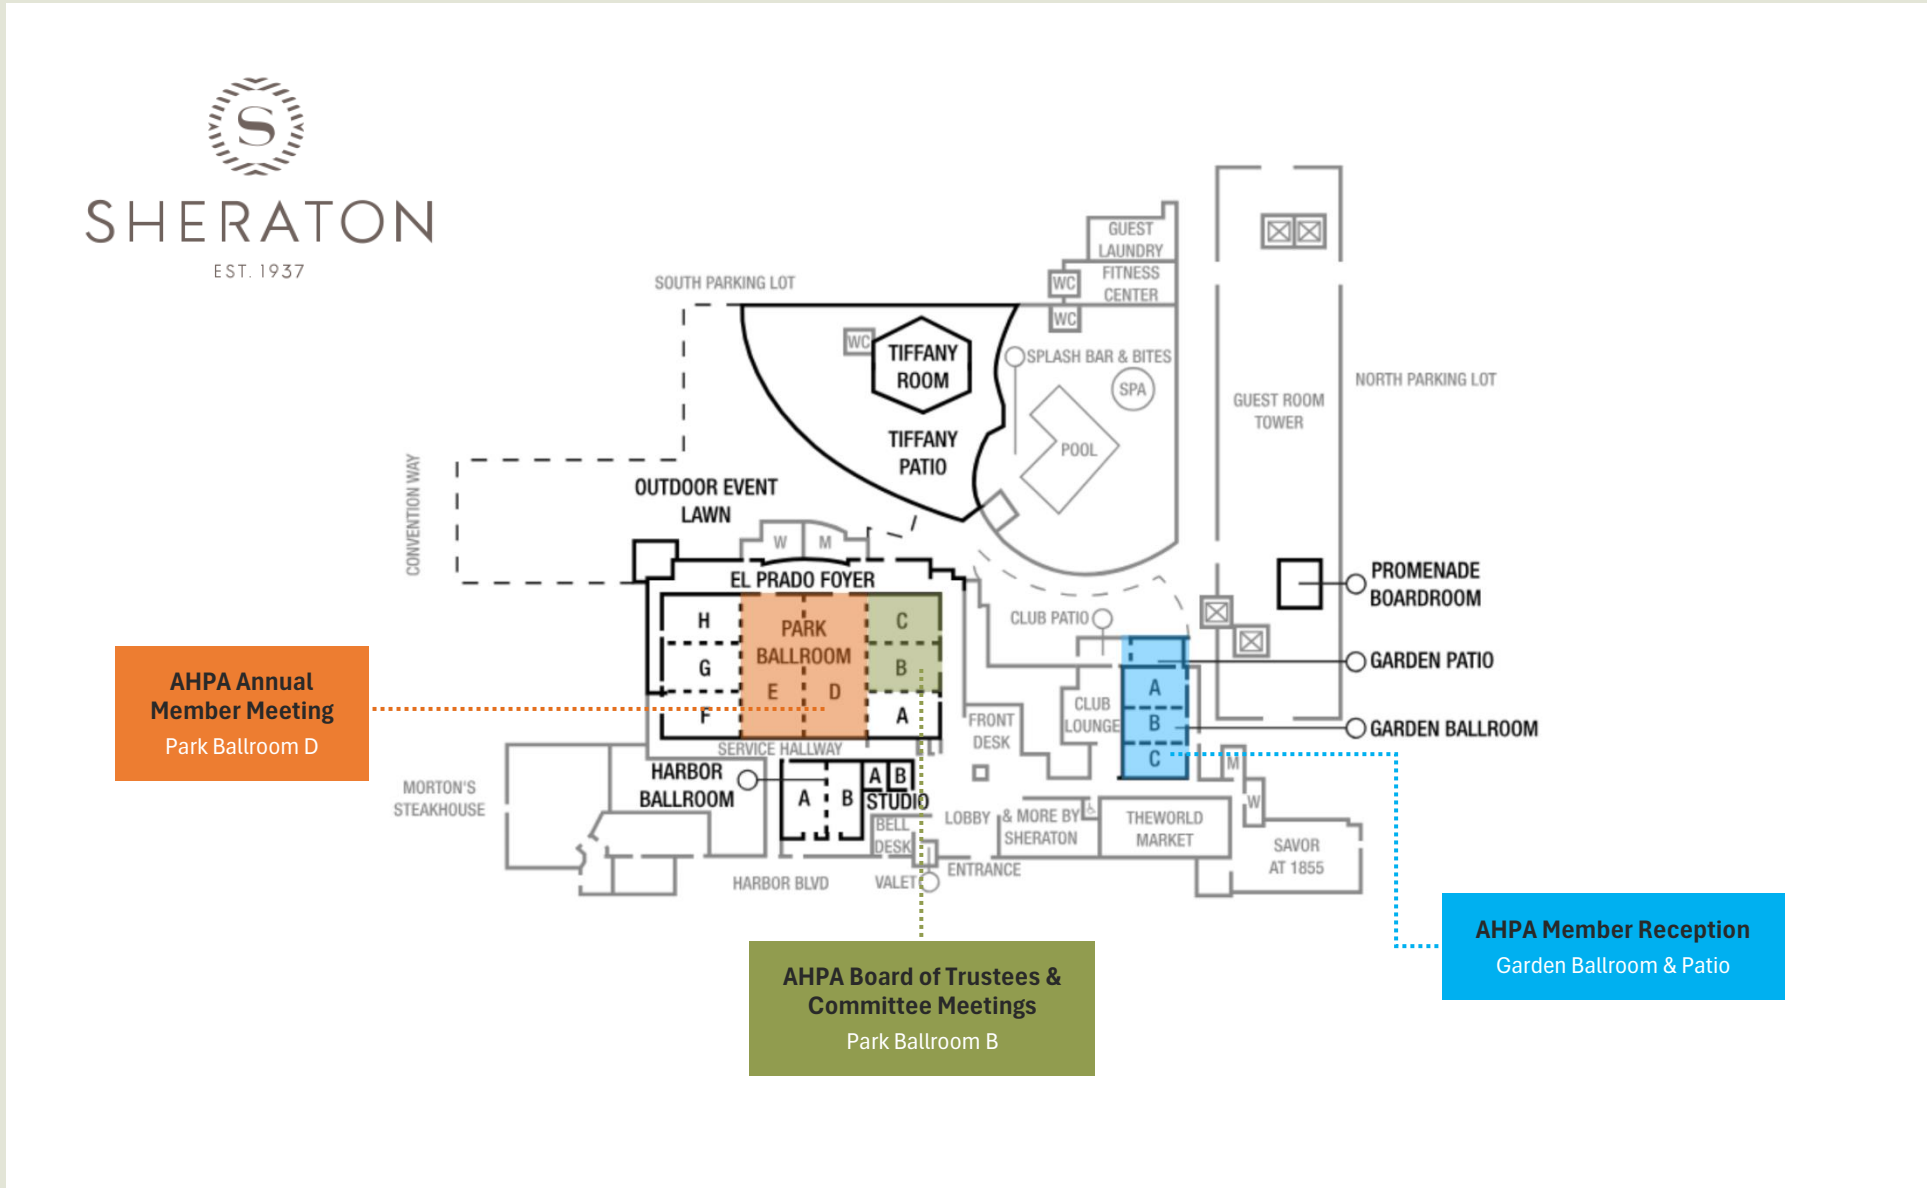 S
SHERATON
EST. 1937
SOUTH PARKING LOT
GUEST
LAUNDRY
FITNESS
CENTER
WC
WC
WC
TIFFANY
ROOM
SPLASH BAR & BITES
SPA
NORTH PARKING LOT
GUEST ROOM
TOWER
TIFFANY
PATIO
POOL
CONVENTION WAY
OUTDOOR EVENT
LAWN
W
M
EL PRADO FOYER
PROMENADE
BOARDROOM
H
PARK
BALLROOM
C
G
B
E
D
F
A
CLUB PATIO
GARDEN PATIO
A
B
C
CLUB
LOUNGE
GARDEN BALLROOM
FRONT
DESK
SERVICE HALLWAY
AHPA Annual
Member Meeting
Park Ballroom D
MORTON'S
STEAKHOUSE
HARBOR
BALLROOM
A
B
A
B
STUDIO
BELL
DESK
LOBBY
& MORE BY
SHERATON
THEWORLD
MARKET
M
W
SAVOR
AT 1855
HARBOR BLVD
VALET
ENTRANCE
AHPA Board of Trustees &
Committee Meetings
Park Ballroom B
AHPA Member Reception
Garden Ballroom & Patio